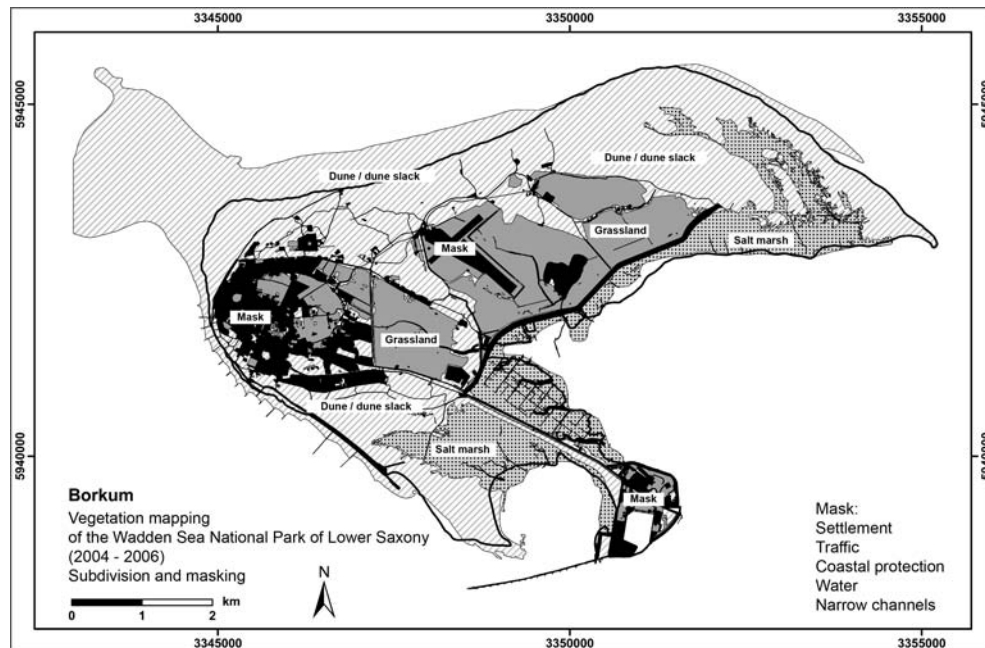 3345000
3350000
3355000
5945000
5945000
Dune / dune slack
Dune / dune slack
Grassland
Salt marsh
Mask
Mask
Grassland
Dune / dune slack
Salt marsh
5940000
5940000
Mask
Borkum
Vegetation mapping
of the Wadden Sea National Park of Lower Saxony
(2004 - 2006)
Subdivision and masking
km
0
1
2
N
Mask:
Settlement
Traffic
Coastal protection
Water
Narrow channels
3345000
3350000
3355000